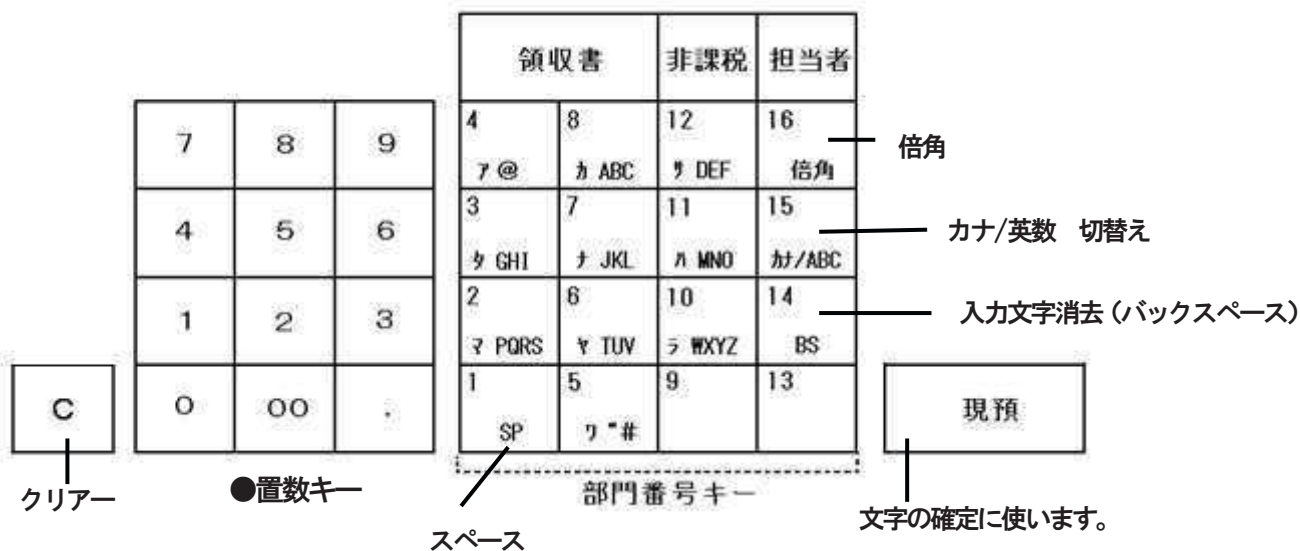 領収書 非課税 担当者
7 8 9
4 8 12 16
ア @ カ ABC サ DEF 倍角
倍角
4 5 6
3 7 11 15
タ GHI ナ JKL ハ MNO カナ/ABC
カナ/英数 切替え
1 2 3
2 6 10 14
マ PQRS ヤ TUV ラ WXYZ BS
入力文字消去（バックスペース）
C
0 00 .
1 5 9 13
SP ワ ゛#
現預
クリアー
●置数キー
部門番号キー
文字の確定に使います。
スペース